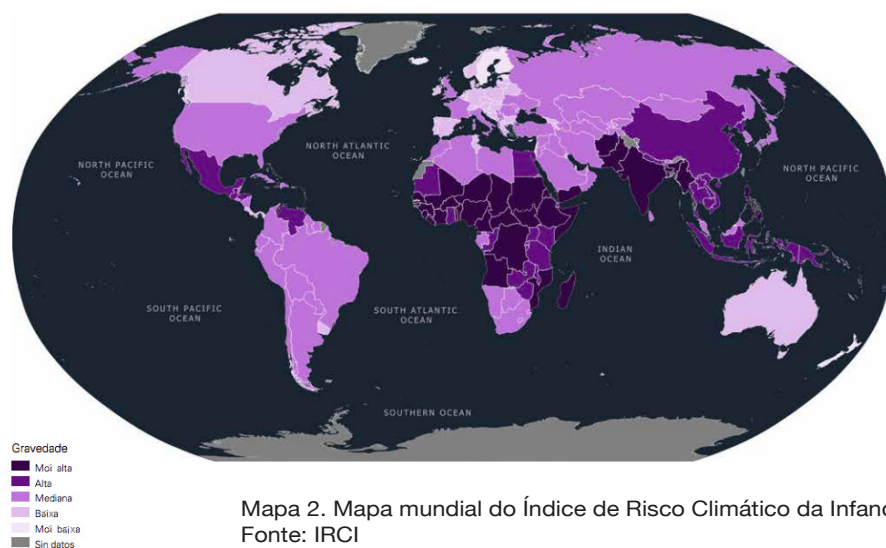 NORTH PACIFIC
OCEAN
NORTH ATLANTIC
OCEAN
NORTH PACIFIC
OCEAN
INDIAN
OCEAN
SOUTH PACIFIC
OCEAN
SOUTH ATLANTIC
OCEAN
SOUTHERN OCEAN
Gravedade
Moi alta
Alta
Mediana
Baixa
Moi baixa
Sin datos
Mapa 2. Mapa mundial do Índice de Risco Climático da Infanc
Fonte: IRCI